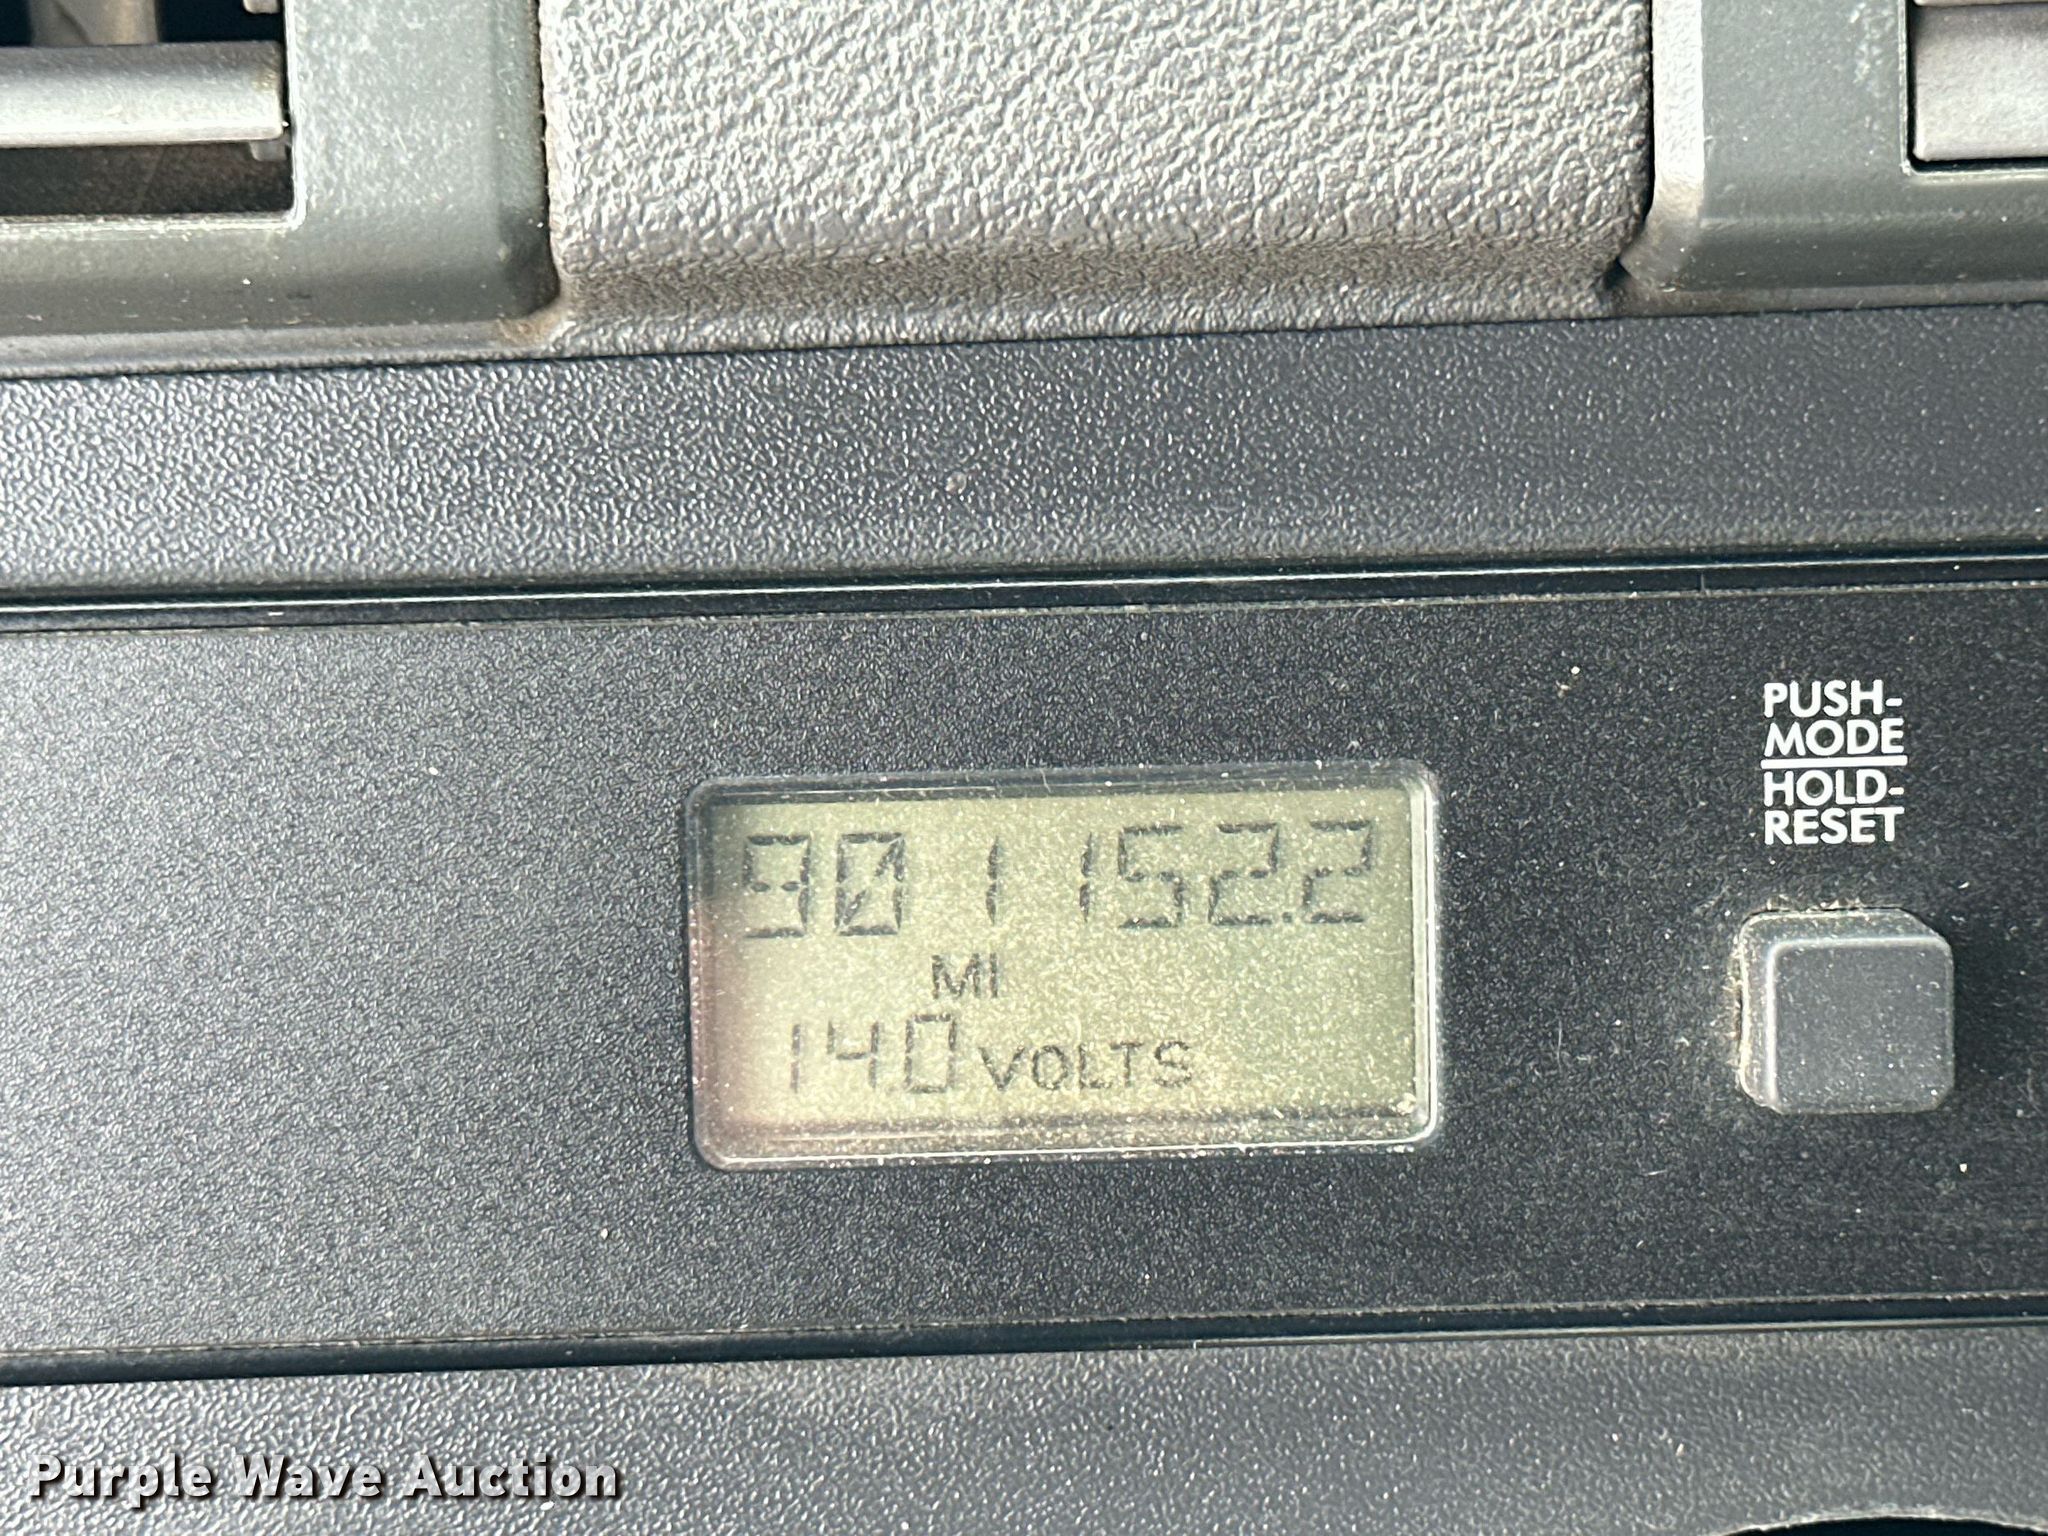 PUSH-
MODE
HOLD-
RESET
901152.2
MI
14.0 VOLTS
Purple Wave Auction